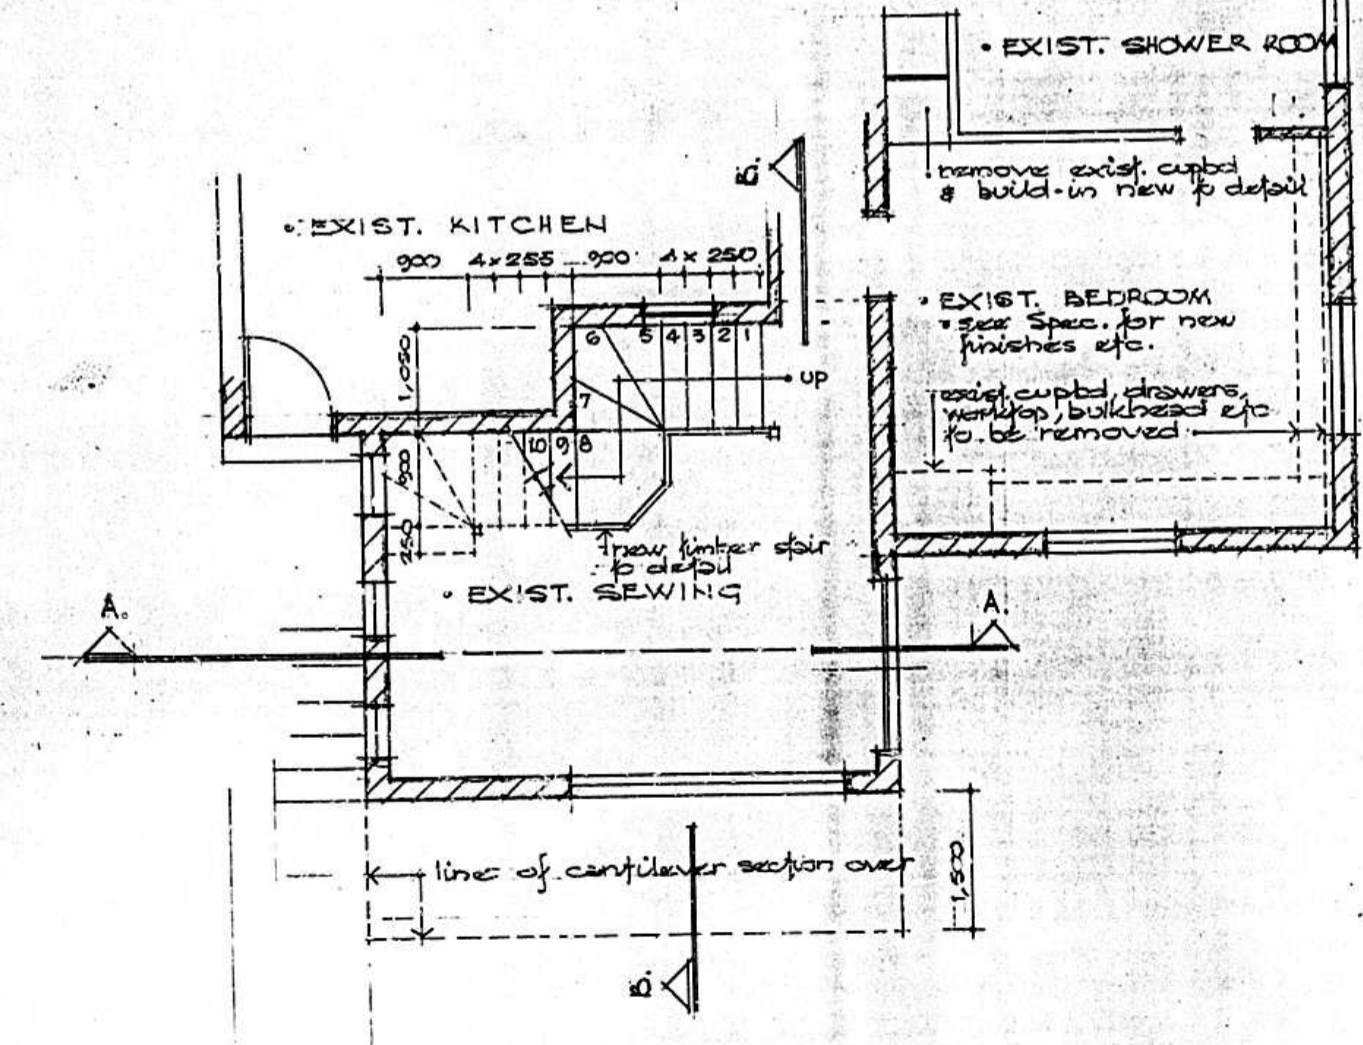 • EXIST. SHOWER ROOM
remove exist. cupbd
& build-in new to detail
B.
• EXIST. KITCHEN
900 4 x 255 900 4 x 250
• EXIST. BEDROOM
• see Spec. for new
finishes etc.
6 5 4 3 2 1
1,050
UP
7
exist. cupbd, drawers,
worktop, bulkhead etc
to be removed
10 9 8
900
250
new timber stair
to detail
• EXIST. SEWING
A.
A.
line of cantilever section over
1,500
B.